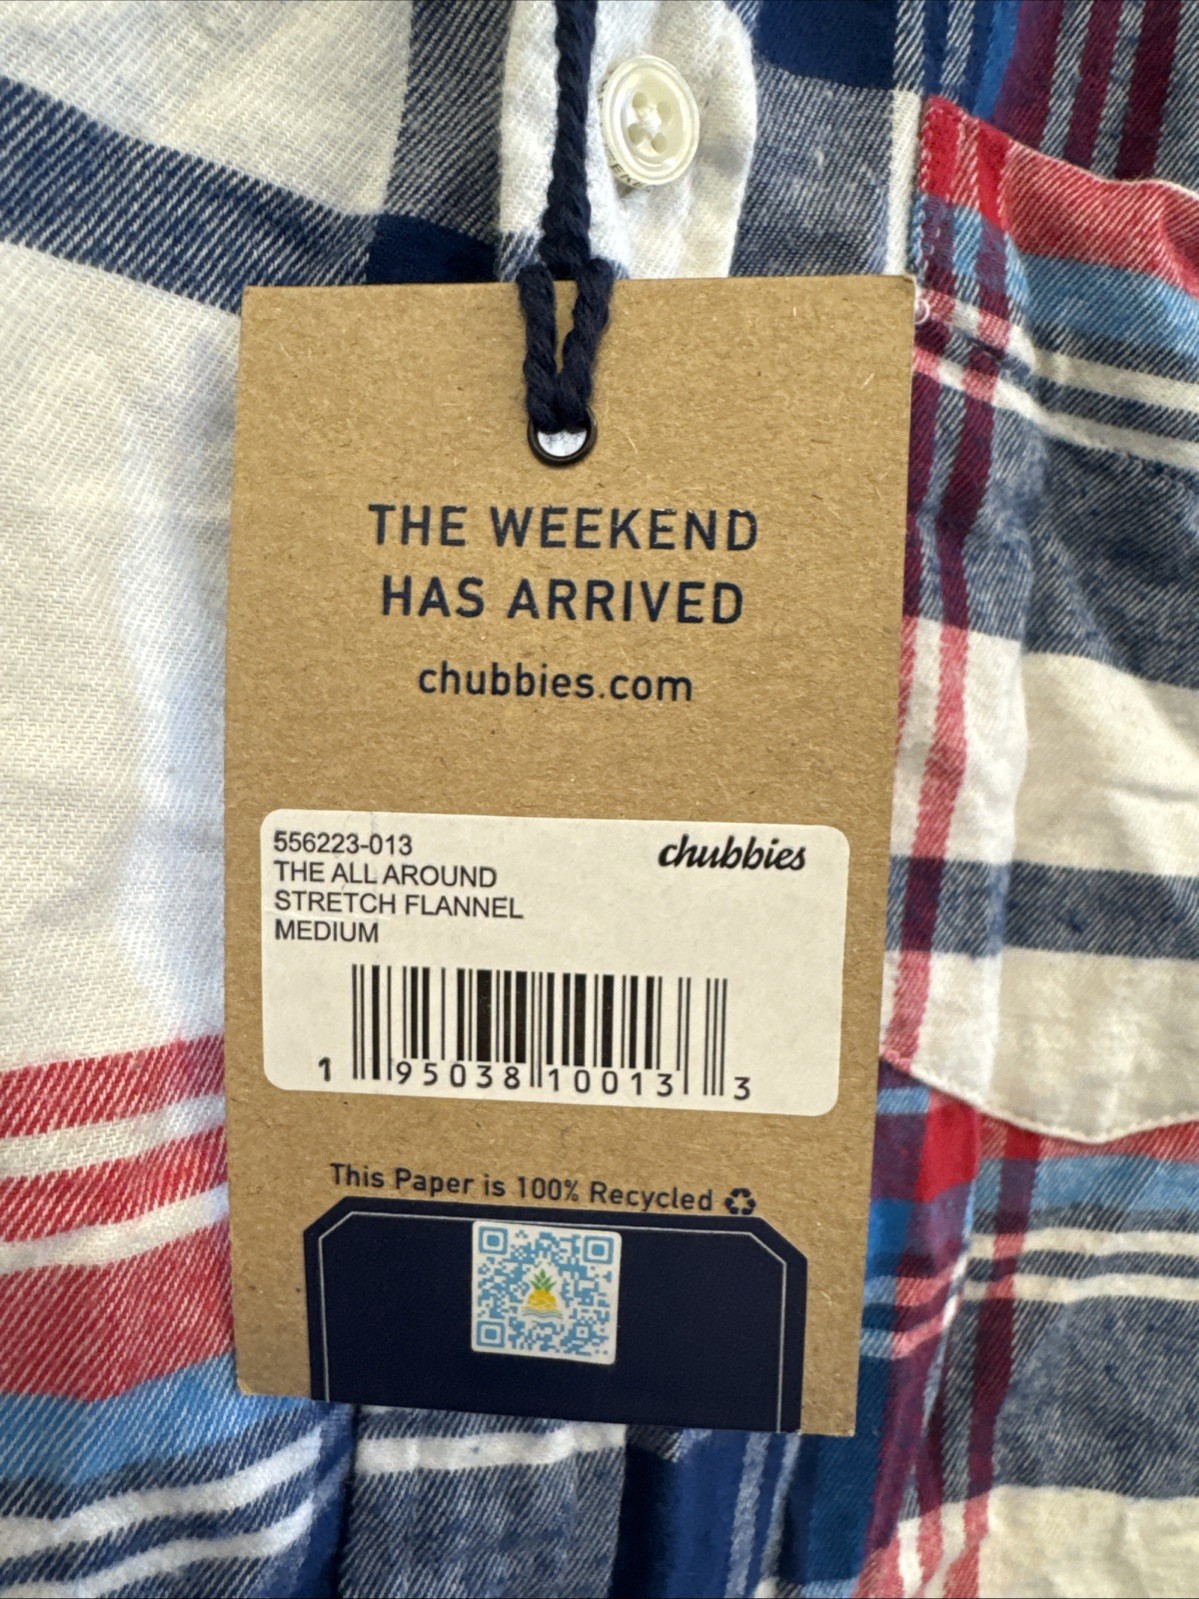 THE WEEKEND
HAS ARRIVED
chubbies.com
556223-013
chubbies
THE ALL AROUND
STRETCH FLANNEL
MEDIUM
1 95038 10013 3
This Paper is 100% Recycled